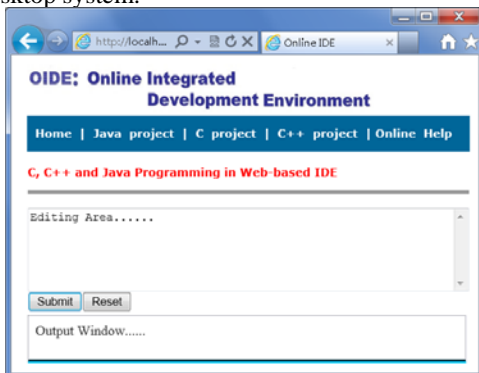 sktop system.
http://localh...
Online IDE
OIDE: Online Integrated
Development Environment
Home | Java project | C project | C++ project | Online Help
C, C++ and Java Programming in Web-based IDE
Editing Area......
Submit Reset
Output Window......